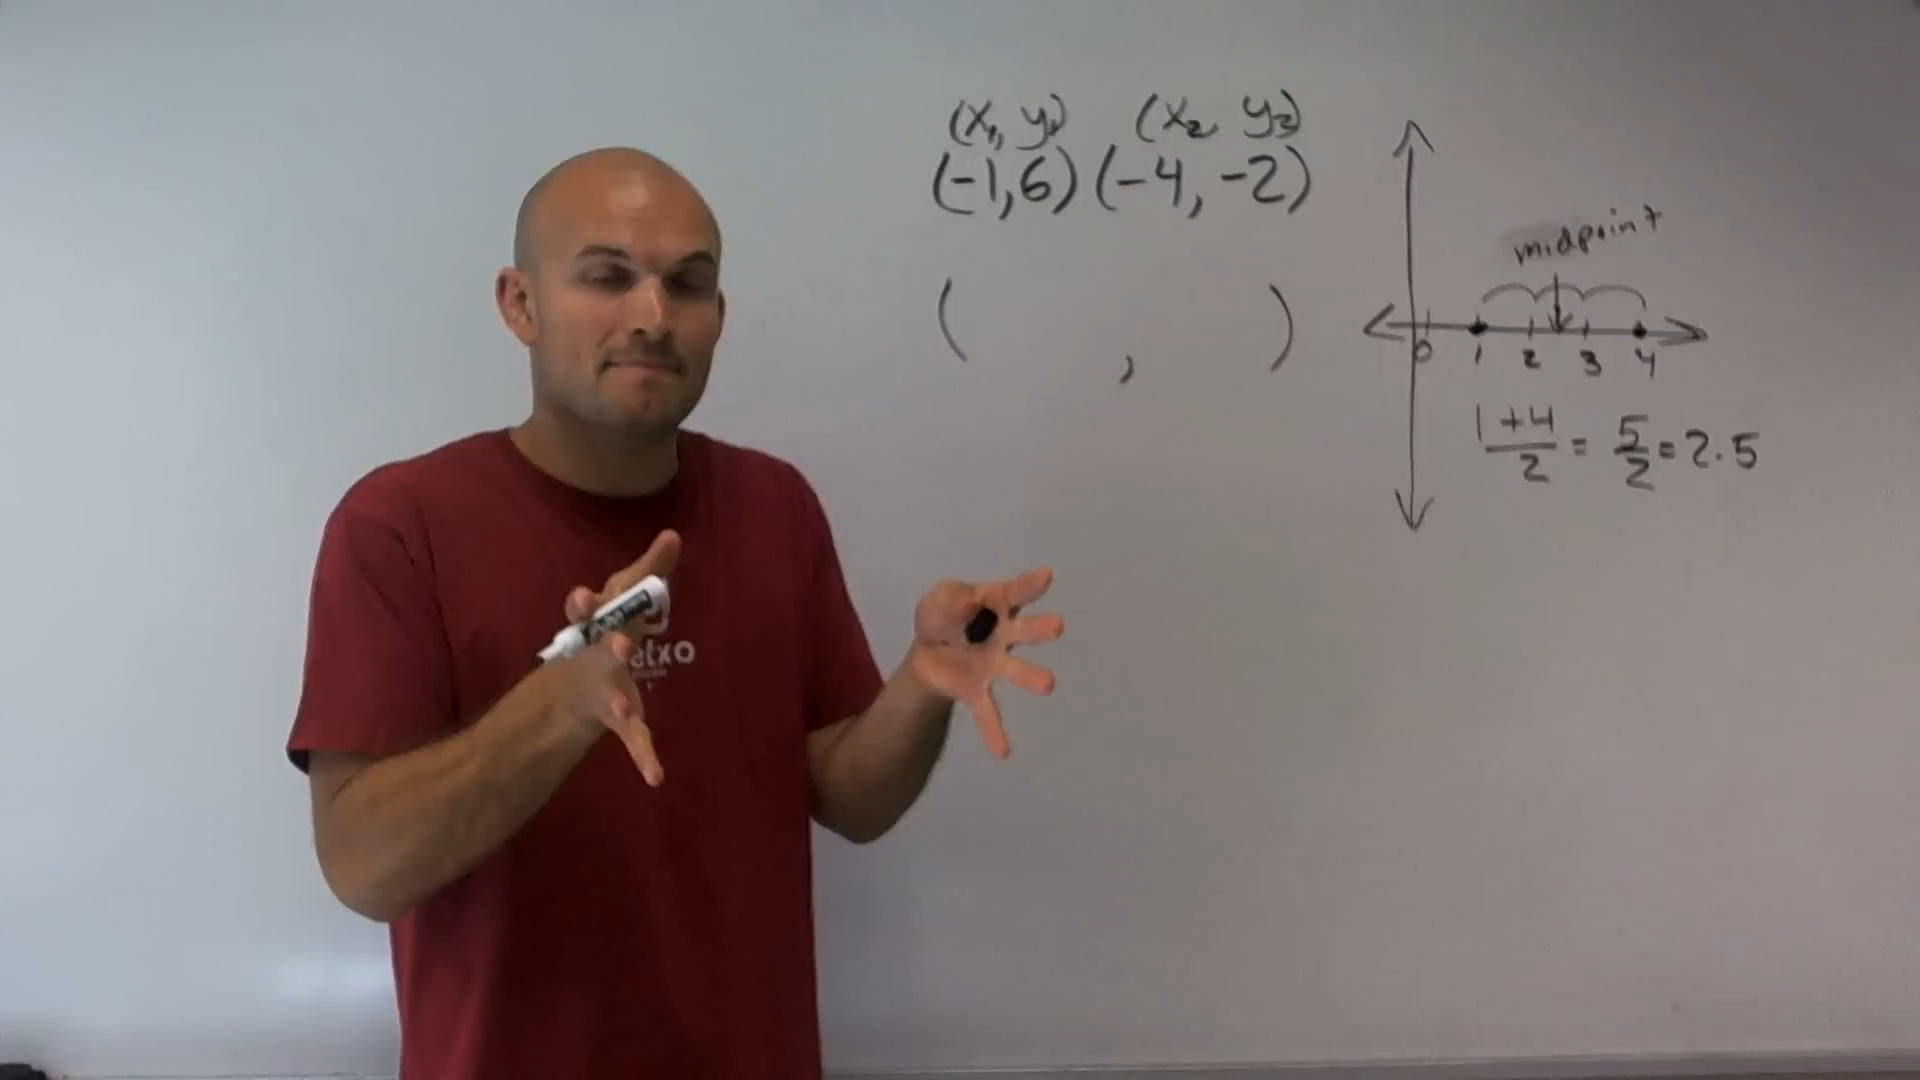 (x₁, y₁) (x₂, y₂)
(-1,6) (-4, -2)
( , )
midpoint
0 1 2 3 4
1+4/2 = 5/2 = 2.5
etxo